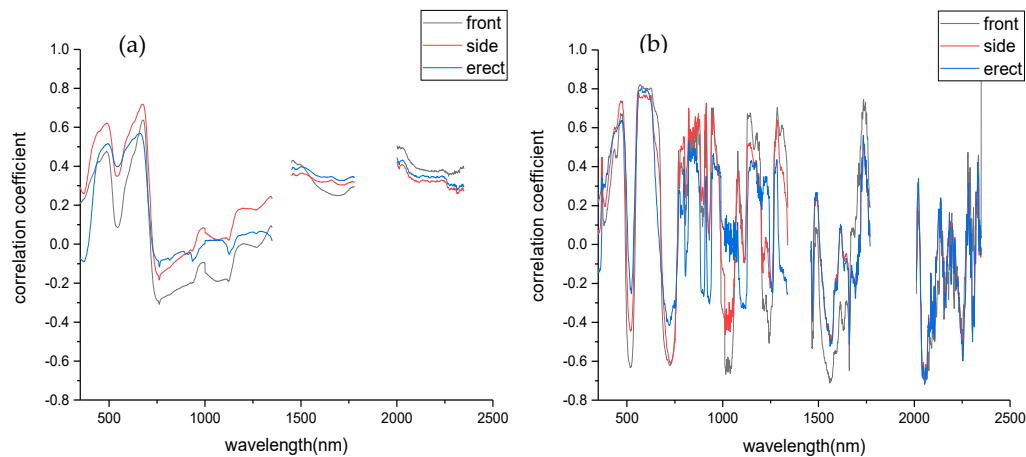 (a)
front
side
erect
1.0
0.8
0.6
0.4
0.2
0.0
-0.2
-0.4
-0.6
-0.8
correlation coefficient
500
1000
1500
2000
2500
wavelength(nm)
(b)
front
side
erect
1.0
0.8
0.6
0.4
0.2
0.0
-0.2
-0.4
-0.6
-0.8
correlation coefficient
500
1000
1500
2000
2500
wavelength(nm)